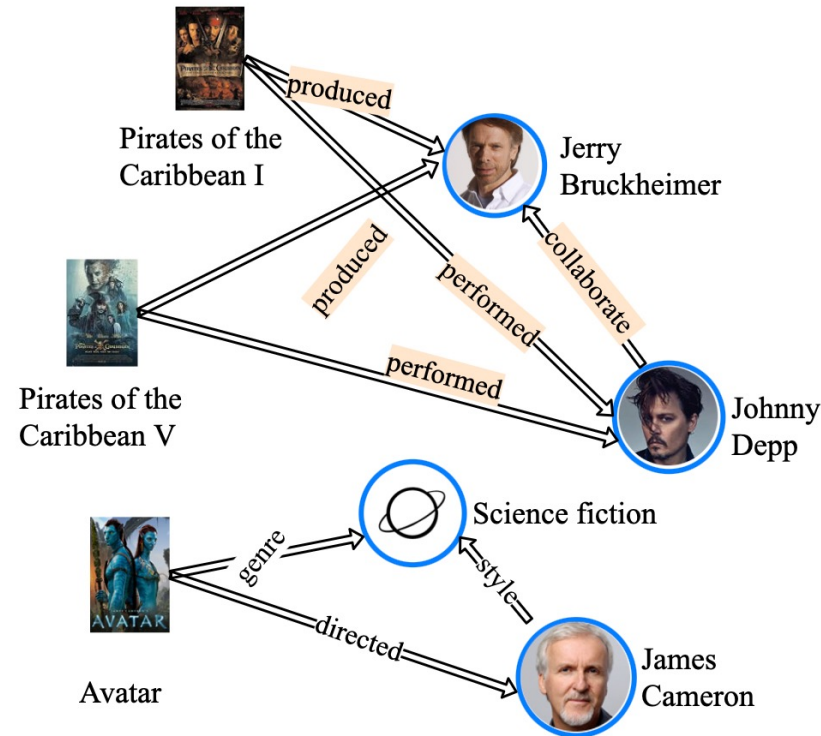 produced
Pirates of the
Caribbean I
Jerry
Bruckheimer
collaborate
produced
performed
performed
Pirates of the
Caribbean V
Johnny
Depp
Science fiction
genre
style
AVATAR
directed
James
Cameron
Avatar